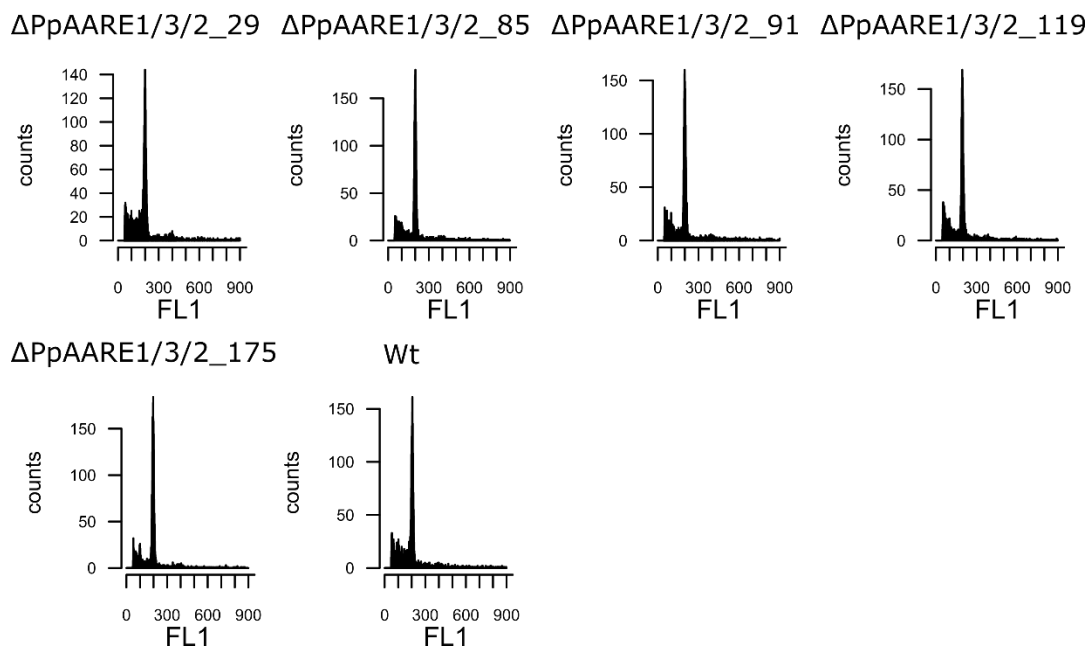 ΔPpAARE1/3/2_29 ΔPpAARE1/3/2_85 ΔPpAARE1/3/2_91 ΔPpAARE1/3/2_119
counts
140
120
100
80
60
40
20
0
0 300 600 900
FL1
counts
150
100
50
0
0 300 600 900
FL1
counts
150
100
50
0
0 300 600 900
FL1
counts
150
100
50
0
0 300 600 900
FL1
ΔPpAARE1/3/2_175 Wt
counts
150
100
50
0
0 300 600 900
FL1
counts
150
100
50
0
0 300 600 900
FL1